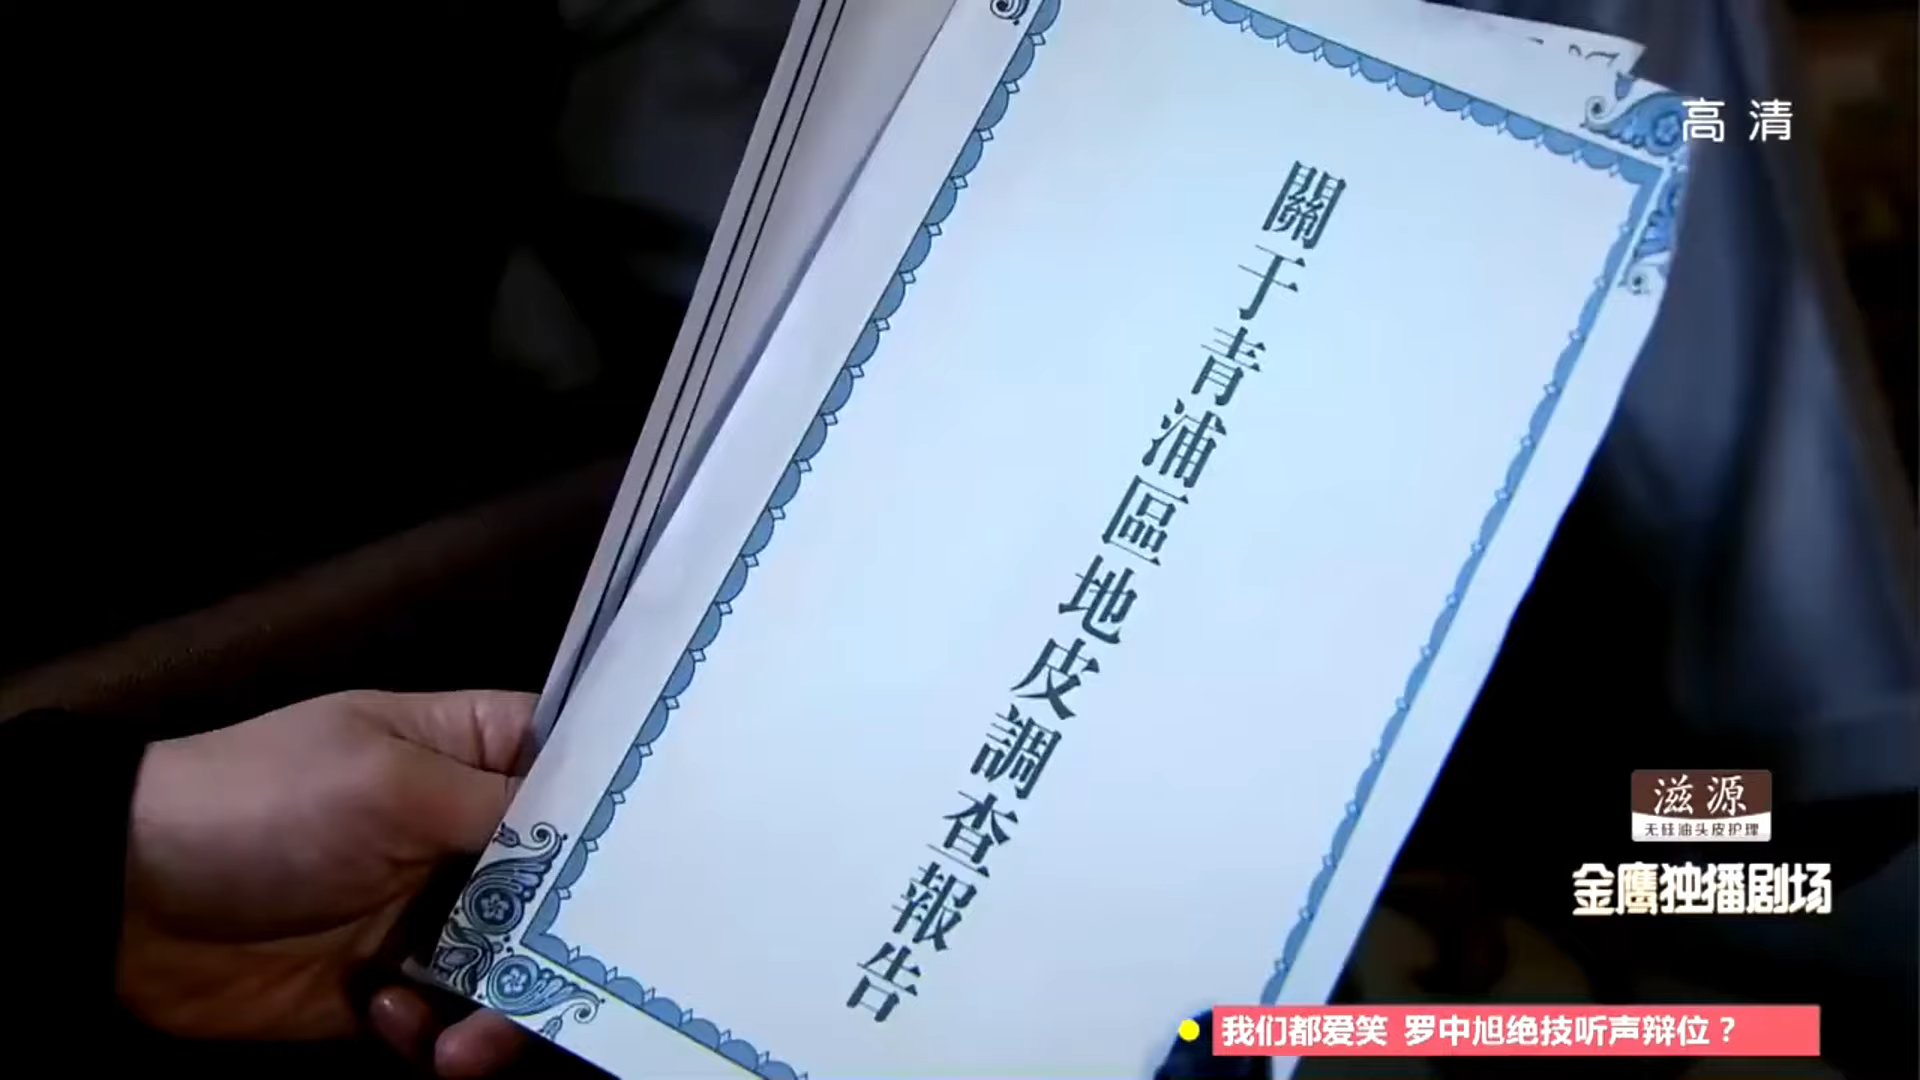 高清
關于青浦區地皮調查報告
滋源
无硅油头皮护理
金鹰独播剧场
我们都爱笑 罗中旭绝技听声辩位？